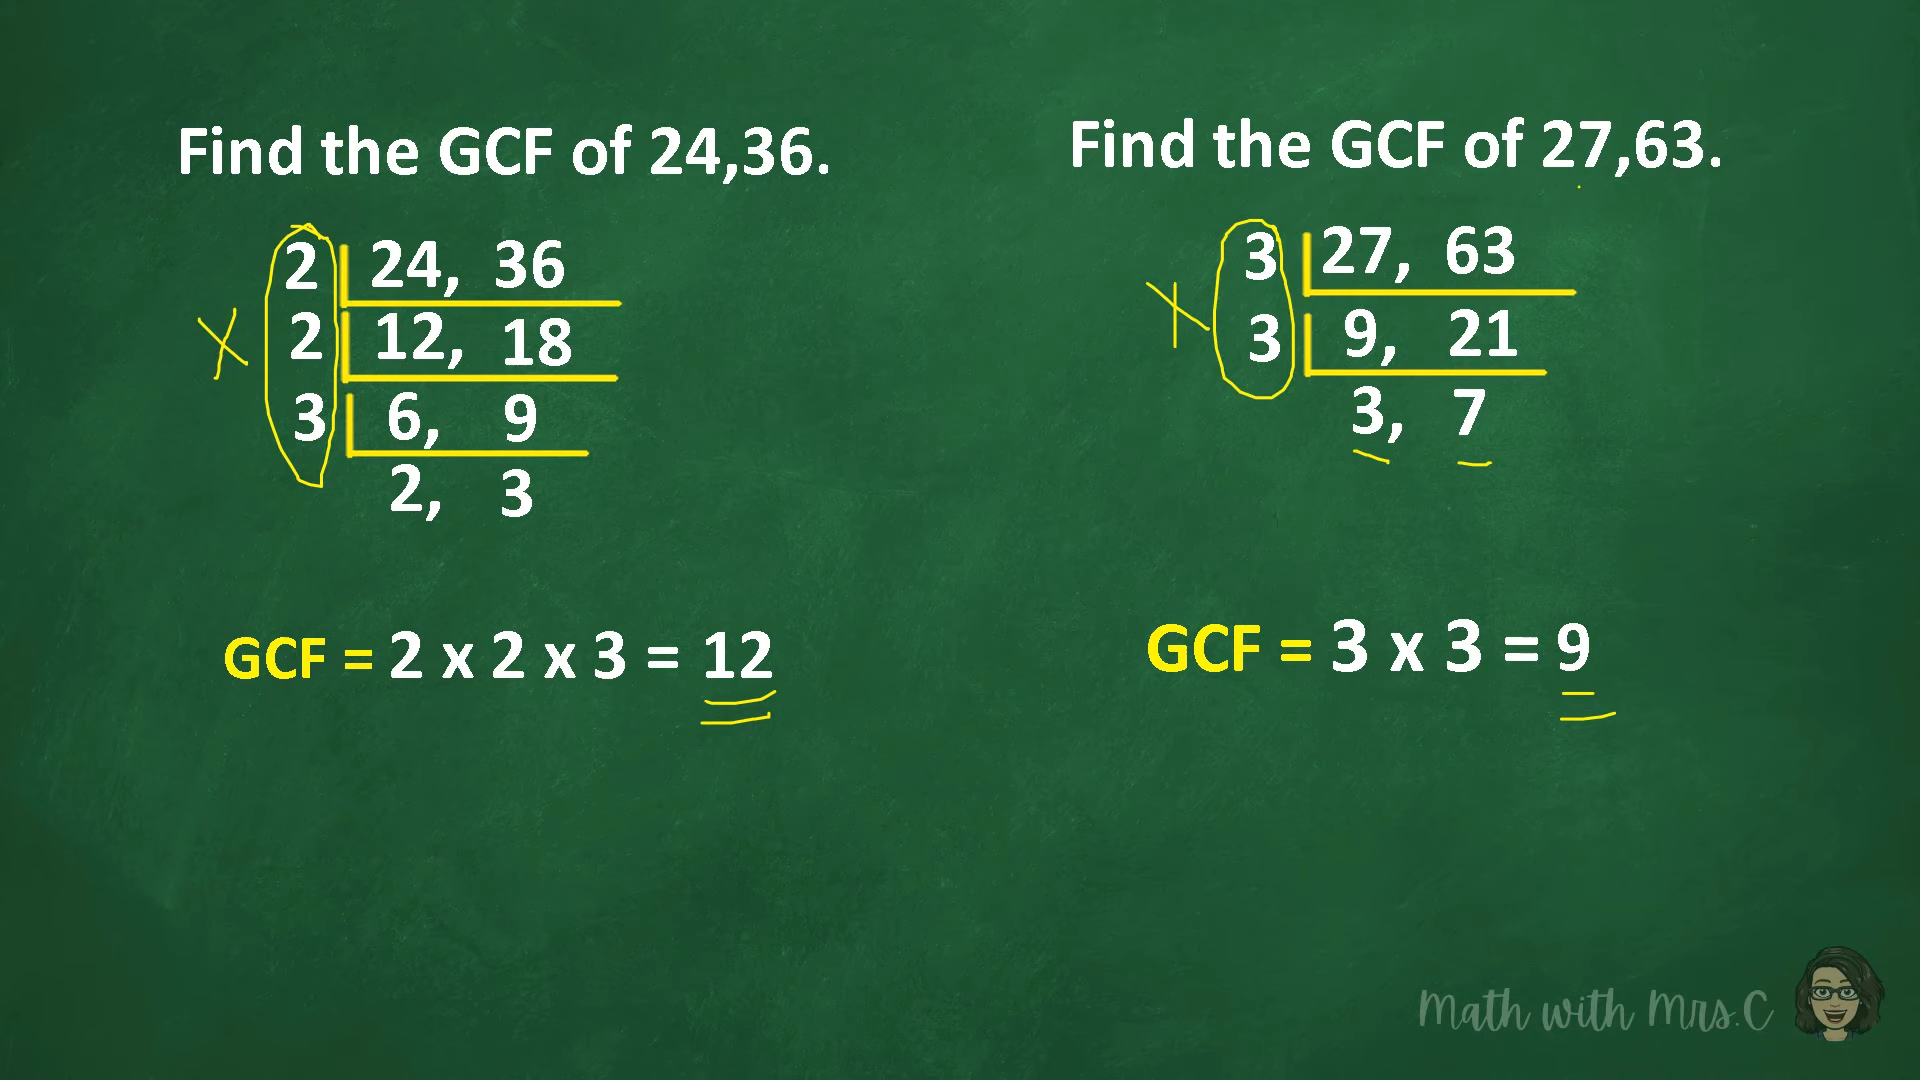 Find the GCF of 24,36.
2 24, 36
2 12, 18
3 6, 9
2, 3
GCF = 2 x 2 x 3 = 12
Find the GCF of 27,63.
3 27, 63
3 9, 21
3, 7
GCF = 3 x 3 = 9
Math with Mrs.C